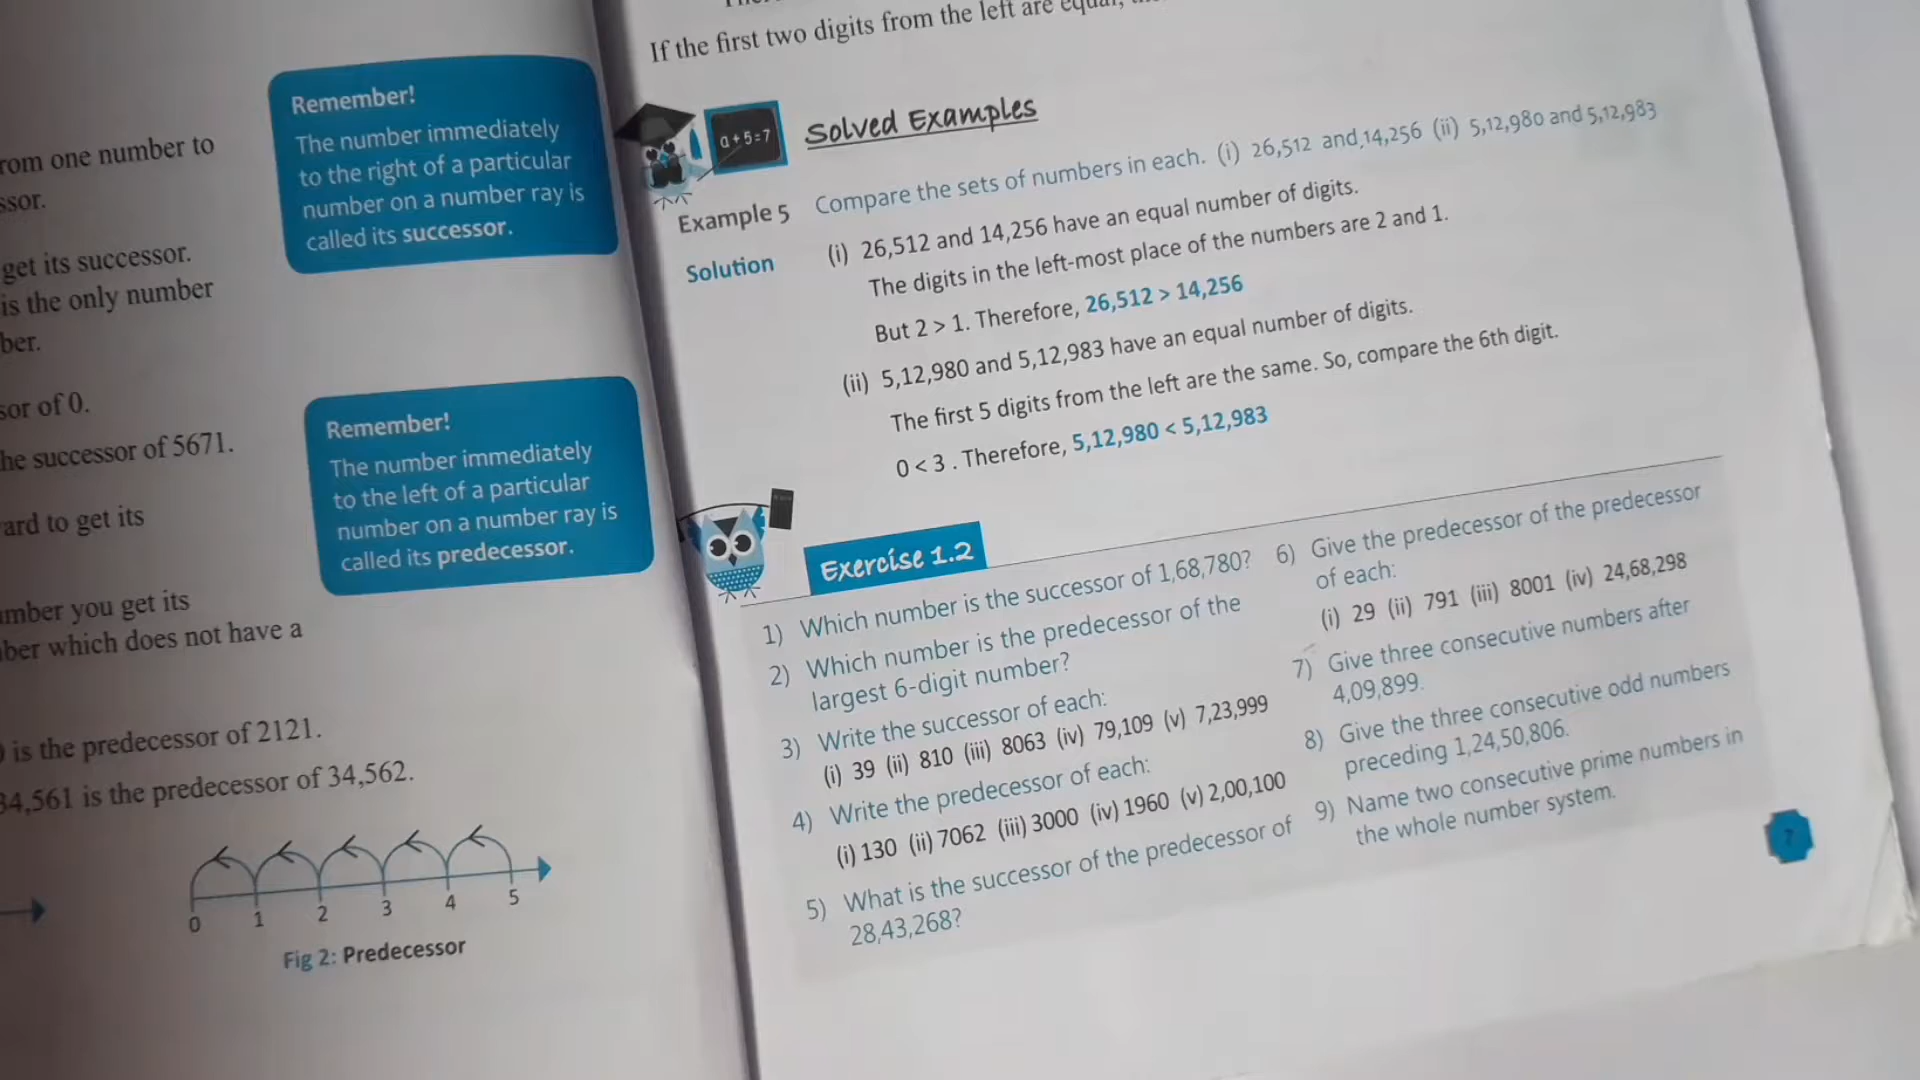 rom one number to
ssor.
get its successor.
is the only number
ber.
sor of 0.
he successor of 5671.
ard to get its
mber you get its
ber which does not have a
is the predecessor of 2121.
34,561 is the predecessor of 34,562.
Remember!
The number immediately
to the right of a particular
number on a number ray is
called its successor.
Remember!
The number immediately
to the left of a particular
number on a number ray is
called its predecessor.
0 1 2 3 4 5
Fig 2: Predecessor
If the first two digits from the left are equal,
a+5=7
Solved Examples
Example 5 Compare the sets of numbers in each. (i) 26,512 and 14,256 (ii) 5,12,980 and 5,12,983
Solution (i) 26,512 and 14,256 have an equal number of digits.
The digits in the left-most place of the numbers are 2 and 1.
But 2 > 1. Therefore, 26,512 > 14,256
(ii) 5,12,980 and 5,12,983 have an equal number of digits.
The first 5 digits from the left are the same. So, compare the 6th digit.
0 < 3 . Therefore, 5,12,980 < 5,12,983
Exercise 1.2
1) Which number is the successor of 1,68,780?
2) Which number is the predecessor of the
largest 6-digit number?
3) Write the successor of each:
(i) 39 (ii) 810 (iii) 8063 (iv) 79,109 (v) 7,23,999
4) Write the predecessor of each:
(i) 130 (ii) 7062 (iii) 3000 (iv) 1960 (v) 2,00,100
5) What is the successor of the predecessor of
28,43,268?
6) Give the predecessor of the predecessor
of each:
(i) 29 (ii) 791 (iii) 8001 (iv) 24,68,298
7) Give three consecutive numbers after
4,09,899.
8) Give the three consecutive odd numbers
preceding 1,24,50,806.
9) Name two consecutive prime numbers in
the whole number system.
7